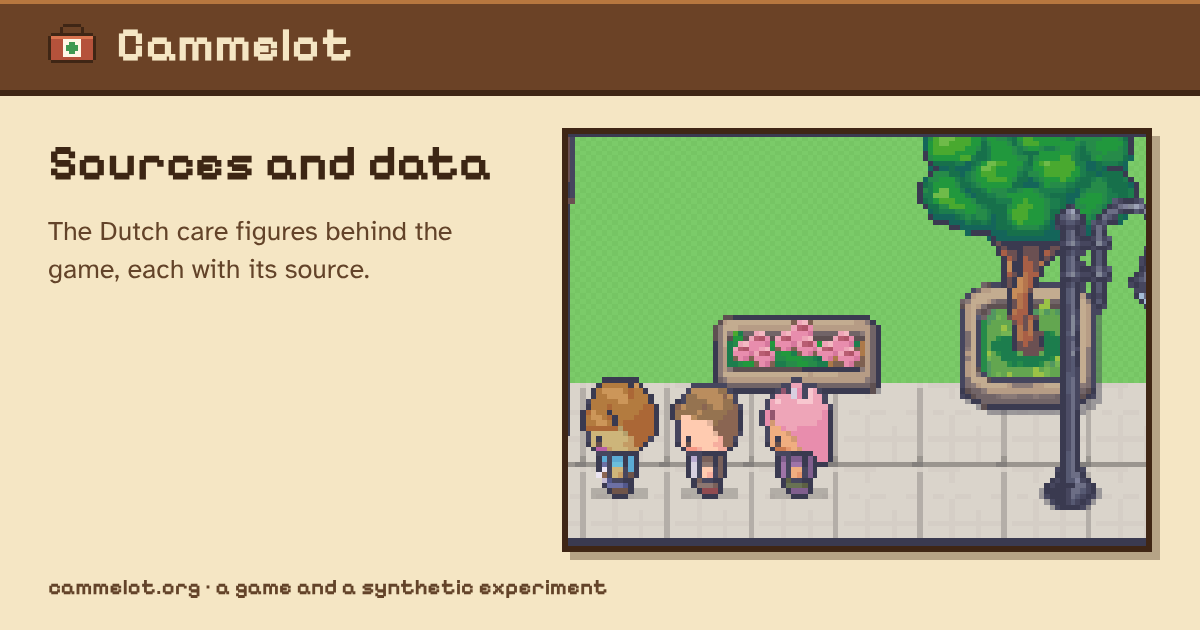 Cammelot
Sources and data
The Dutch care figures behind the
game, each with its source.
cammelot.org · a game and a synthetic experiment